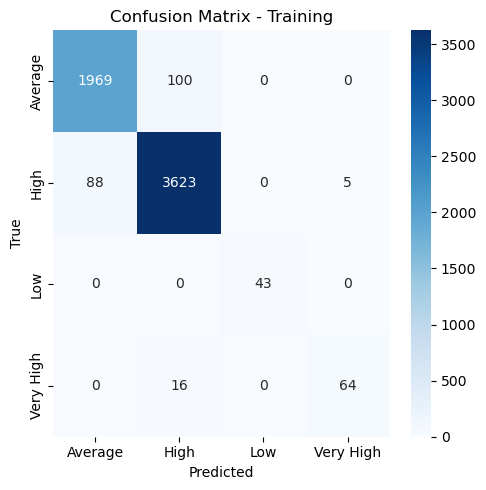 Confusion Matrix - Training
Average 1969 100 0 0
High 88 3623 0 5
Low 0 0 43 0
Very High 0 16 0 64
Average High Low Very High
True
Predicted
3500
3000
2500
2000
1500
1000
500
0